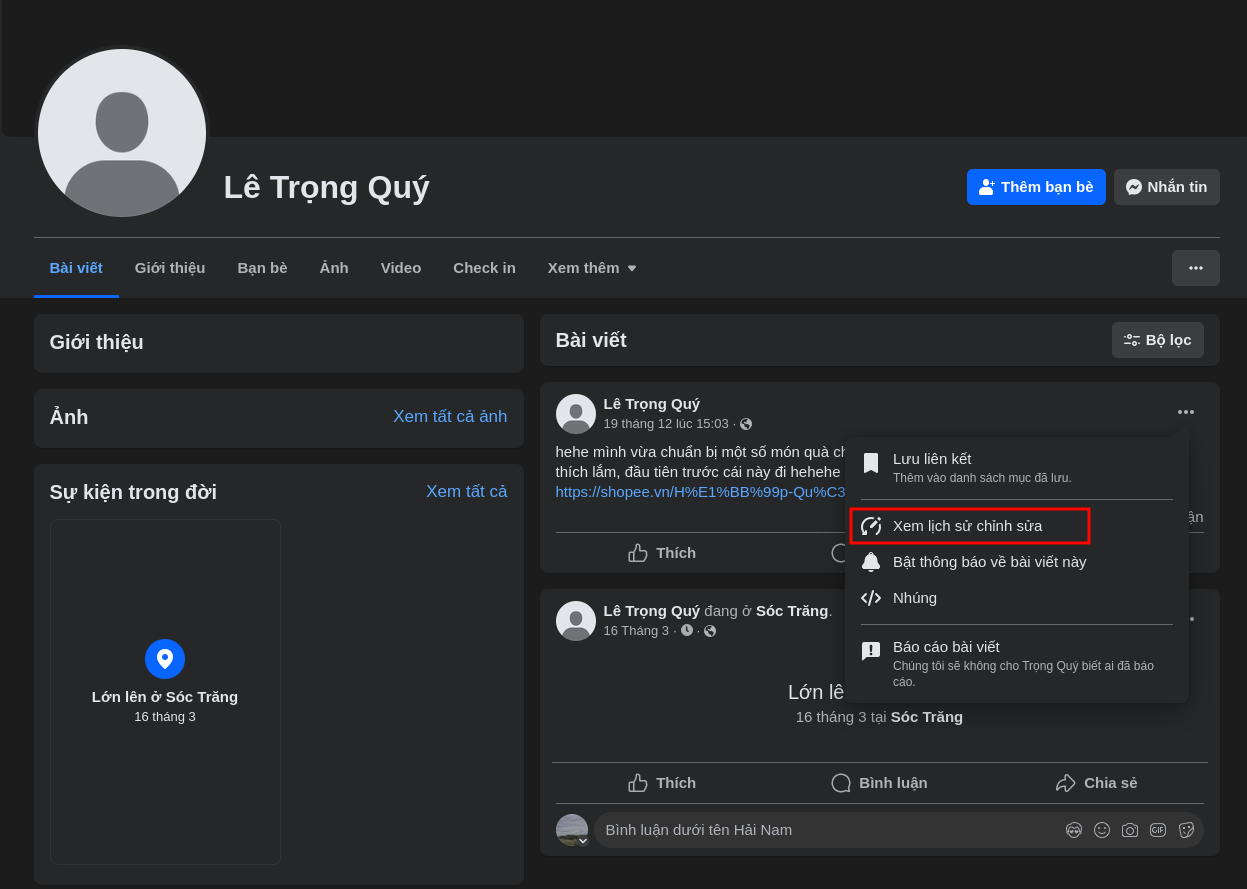 Lê Trọng Quý
Thêm bạn bè
Nhắn tin
Bài viết
Giới thiệu
Bạn bè
Ảnh
Video
Check in
Xem thêm
Giới thiệu
Ảnh
Xem tất cả ảnh
Sự kiện trong đời
Xem tất cả
Lớn lên ở Sóc Trăng
16 tháng 3
Bài viết
Bộ lọc
Lê Trọng Quý
19 tháng 12 lúc 15:03 ·
hehe mình vừa chuẩn bị một số món quà
thích lắm, đầu tiên trước cái này đi hehehe
https://shopee.vn/H%E1%BB%99p-Qu%C3
Thích
Lưu liên kết
Thêm vào danh sách mục đã lưu.
Xem lịch sử chỉnh sửa
Bật thông báo về bài viết này
Nhúng
Báo cáo bài viết
Chúng tôi sẽ không cho Trọng Quý biết ai đã báo
cáo.
Lê Trọng Quý đang ở Sóc Trăng.
16 Tháng 3 · ·
Lớn lê
16 tháng 3 tại Sóc Trăng
Thích
Bình luận
Chia sẻ
Bình luận dưới tên Hải Nam
GIF